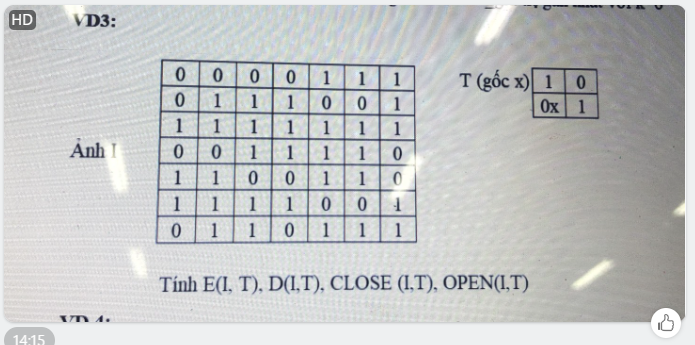 HD
VD3:
T (gốc x)
1 0
0x 1
Ảnh I
0 0 0 0 1 1 1
0 1 1 1 0 0 1
1 1 1 1 1 1 1
0 0 1 1 1 1 0
1 1 0 0 1 1 0
1 1 1 1 0 0 1
0 1 1 0 1 1 1
Tính E(I, T), D(I,T), CLOSE (I,T), OPEN(I,T)
VD 4:
14:15